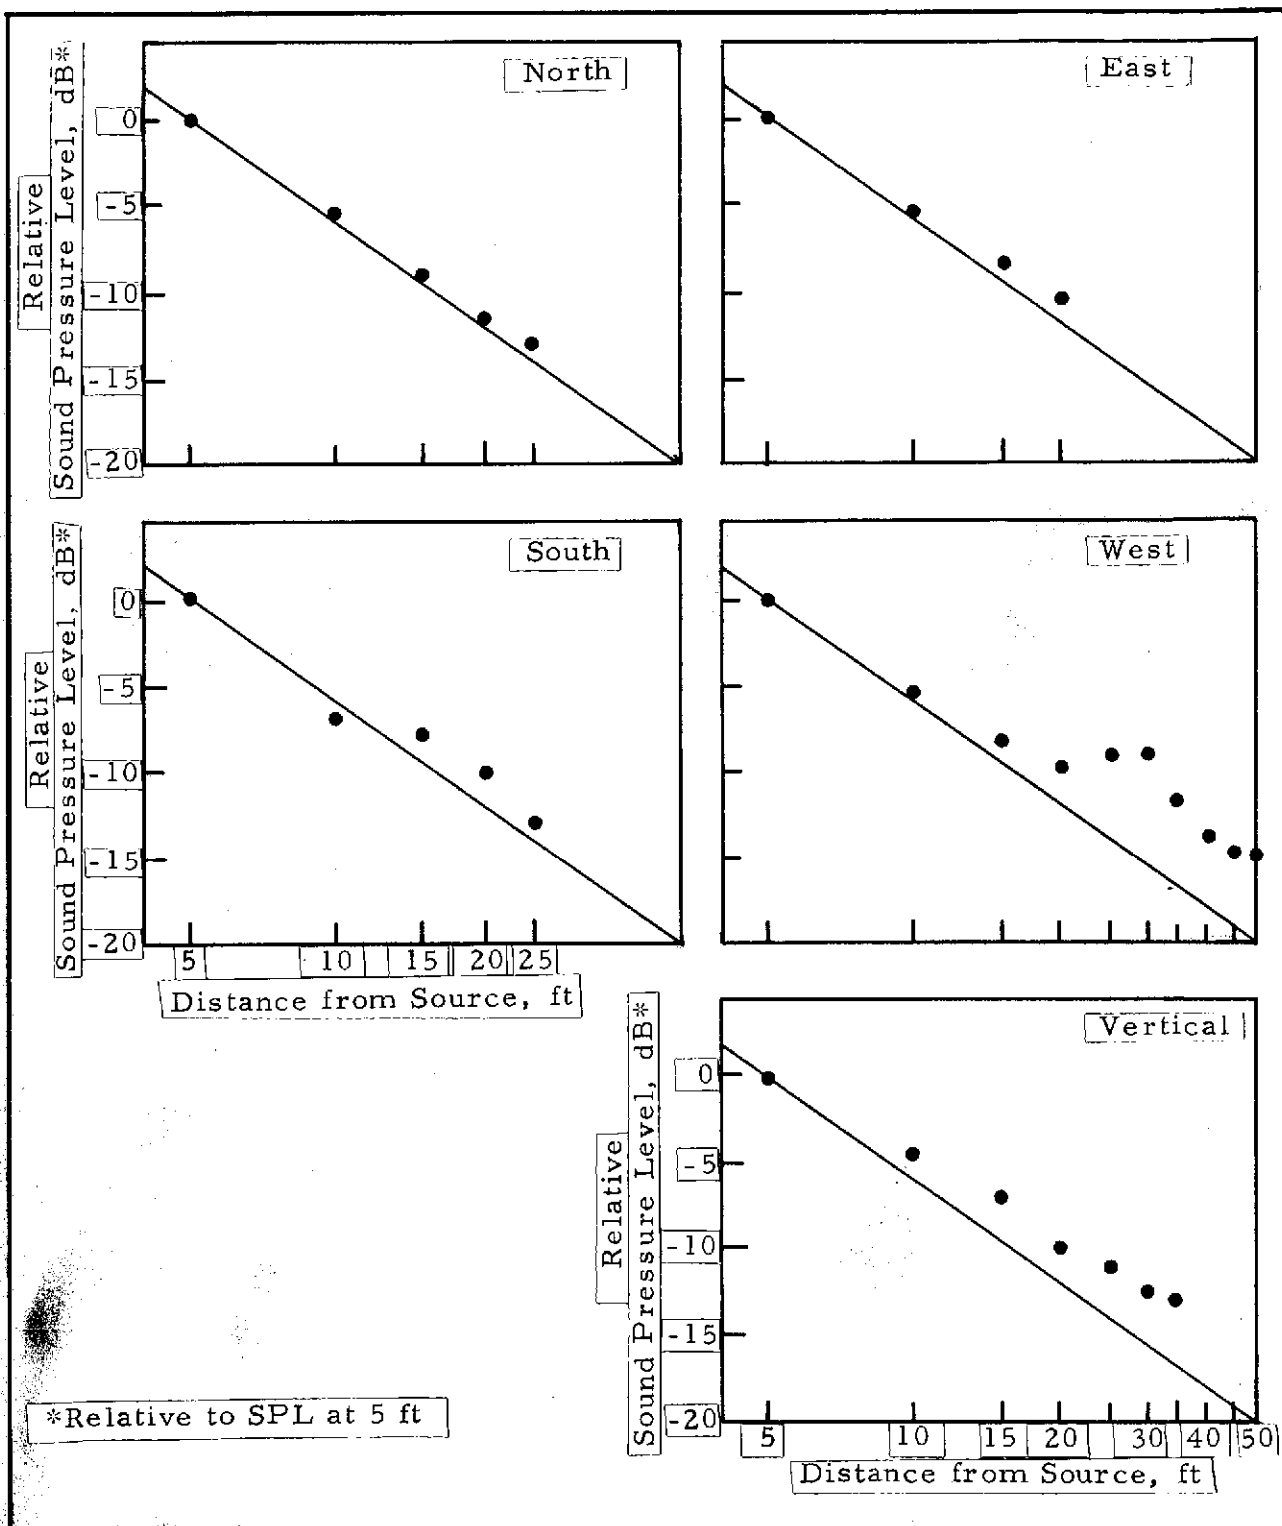 North
Relative
Sound Pressure Level, dB*
0
-5
-10
-15
-20
East
South
Relative
Sound Pressure Level, dB*
0
-5
-10
-15
-20
5 10 15 20 25
Distance from Source, ft
West
Vertical
Relative
Sound Pressure Level, dB*
0
-5
-10
-15
-20
5 10 15 20 30 40 50
Distance from Source, ft
*Relative to SPL at 5 ft